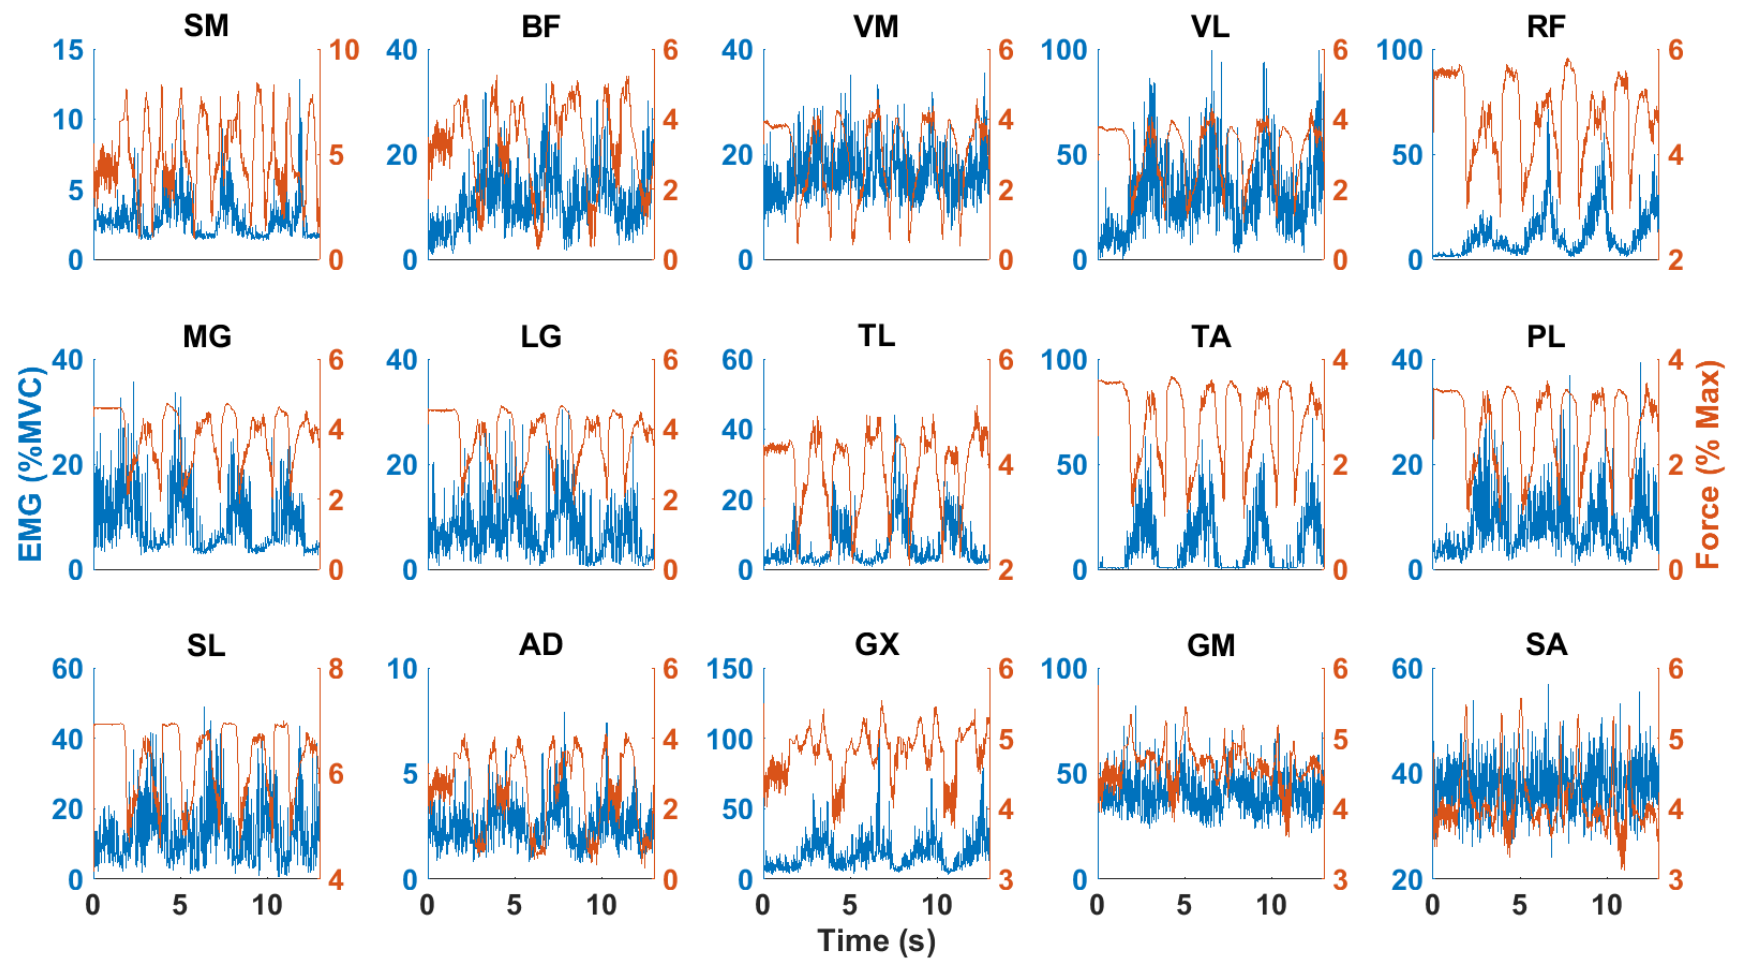 SM BF VM VL RF
15 10 40 6 40 6 100 6 100 6
10 4 4 4
5 20 20 50 50 4
5 2 2 2
0 0 0 0 0 0 0 0 0 2
MG LG TL TA PL
40 6 40 6 60 6 100 4 40 4
4 4 40
20 20 4 50 2 20 2
2 2 20
0 0 0 0 0 2 0 0 0 0
SL AD GX GM SA
60 8 10 6 150 6 100 6 60 6
40 4 100 5 5 5
6 5 50 40
20 2 50 4 4 4
0 4 0 0 0 3 0 3 20 3
0 5 10 0 5 10 0 5 10 0 5 10 0 5 10
EMG (%MVC)
Force (% Max)
Time (s)